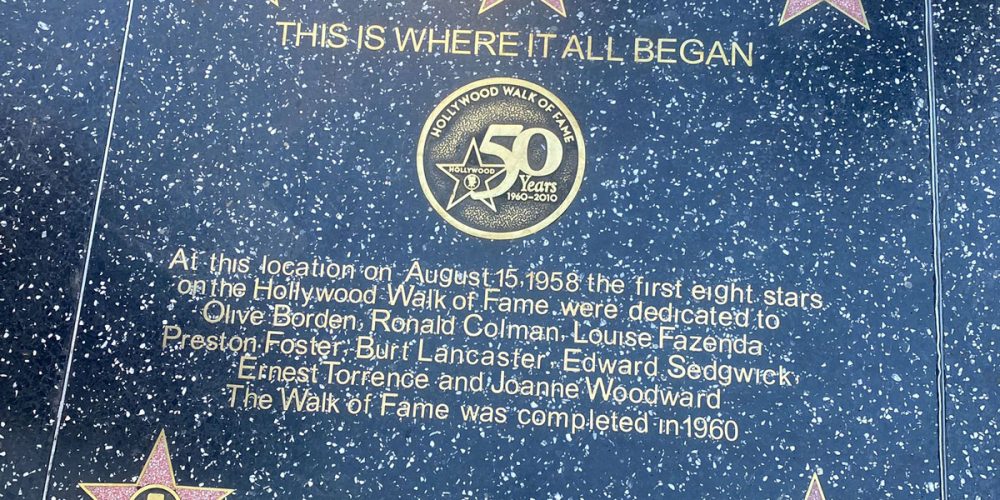 THIS IS WHERE IT ALL BEGAN
HOLLYWOOD WALK OF FAME
50
HOLLYWOOD
Years
1960-2010
At this location on August 15, 1958 the first eight stars
on the Hollywood Walk of Fame were dedicated to
Olive Borden, Ronald Colman, Louise Fazenda
Preston Foster, Burt Lancaster, Edward Sedgwick,
Ernest Torrence and Joanne Woodward
The Walk of Fame was completed in 1960